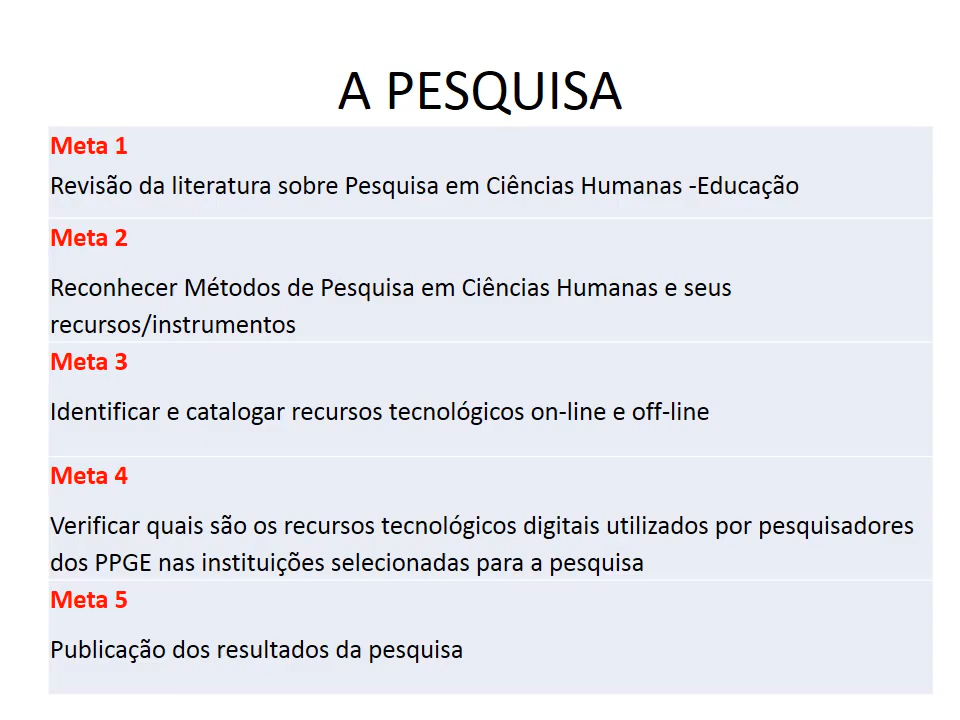 A PESQUISA
Meta 1
Revisão da literatura sobre Pesquisa em Ciências Humanas -Educação
Meta 2
Reconhecer Métodos de Pesquisa em Ciências Humanas e seus
recursos/instrumentos
Meta 3
Identificar e catalogar recursos tecnológicos on-line e off-line
Meta 4
Verificar quais são os recursos tecnológicos digitais utilizados por pesquisadores
dos PPGE nas instituições selecionadas para a pesquisa
Meta 5
Publicação dos resultados da pesquisa